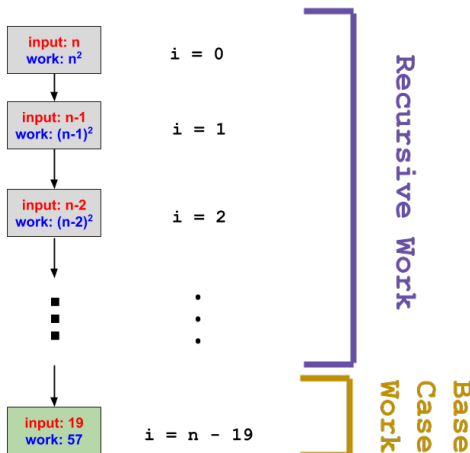 input: n
work: n²
i = 0
input: n-1
work: (n-1)²
i = 1
input: n-2
work: (n-2)²
i = 2
Recursive Work
input: 19
work: 57
i = n - 19
Base
Case
Work